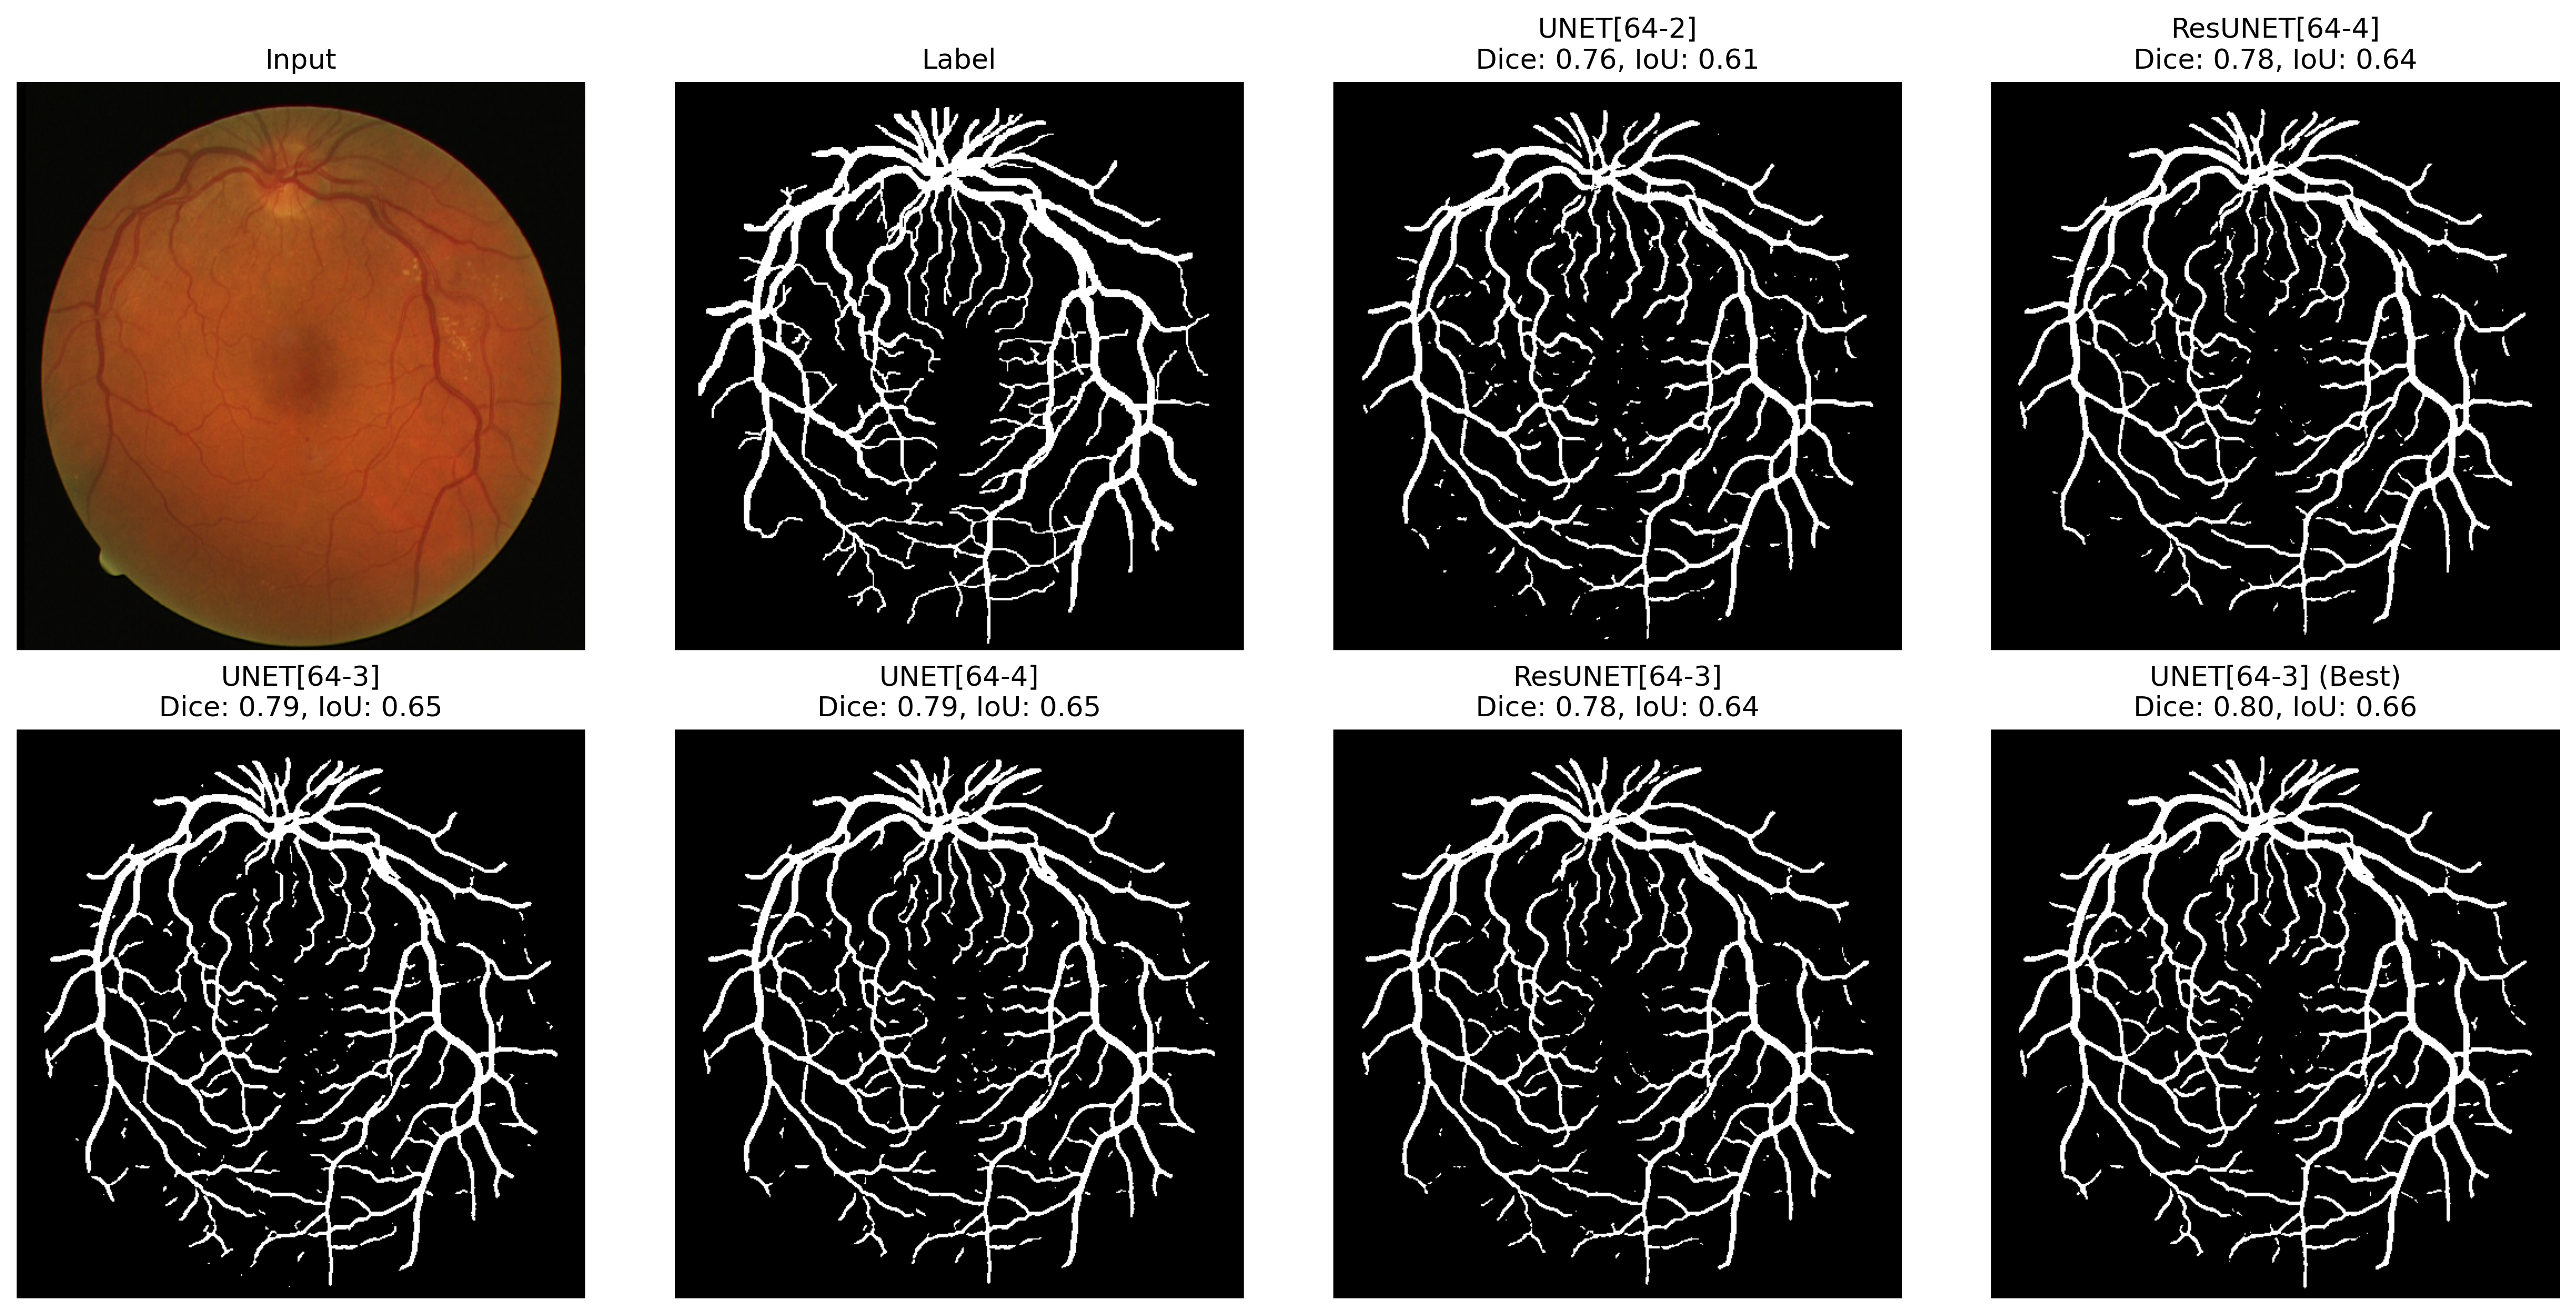 Input
Label
UNET[64-2]
Dice: 0.76, IoU: 0.61
ResUNET[64-4]
Dice: 0.78, IoU: 0.64
UNET[64-3]
Dice: 0.79, IoU: 0.65
UNET[64-4]
Dice: 0.79, IoU: 0.65
ResUNET[64-3]
Dice: 0.78, IoU: 0.64
UNET[64-3] (Best)
Dice: 0.80, IoU: 0.66